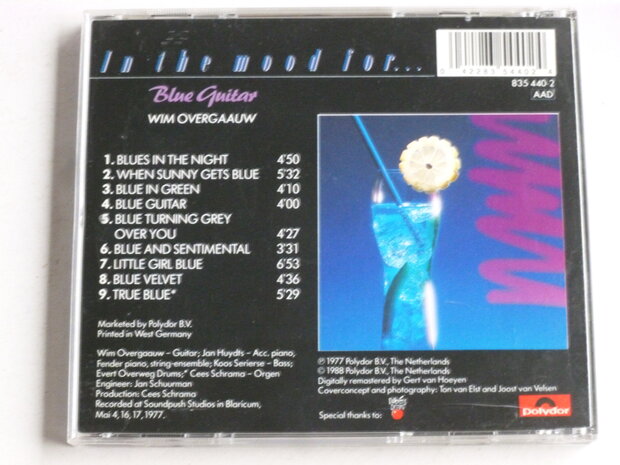 In the mood for...
Blue Guitar
WIM OVERGAAUW
835 440-2
AAD
1. BLUES IN THE NIGHT 4'50
2. WHEN SUNNY GETS BLUE 5'32
3. BLUE IN GREEN 4'10
4. BLUE GUITAR 4'00
5. BLUE TURNING GREY
OVER YOU 4'27
6. BLUE AND SENTIMENTAL 3'31
7. LITTLE GIRL BLUE 6'53
8. BLUE VELVET 4'36
9. TRUE BLUE* 5'29
Marketed by Polydor B.V.
Printed in West Germany
Wim Overgaauw – Guitar; Jan Huydts – Acc. piano,
Fender piano, string-ensemble; Koos Serierse – Bass;
Evert Overweg Drums; * Cees Schrama – Orgen
Engineer: Jan Schuurman
Production: Cees Schrama
Recorded at Soundpush Studios in Blaricum,
Mai 4, 16, 17, 1977.
℗ 1977 Polydor B.V., The Netherlands
© 1988 Polydor B.V., The Netherlands
Digitally remastered by Gert van Hoeyen
Coverconcept and photography: Ton van Elst and Joost van Velsen
Special thanks to:
Polydor